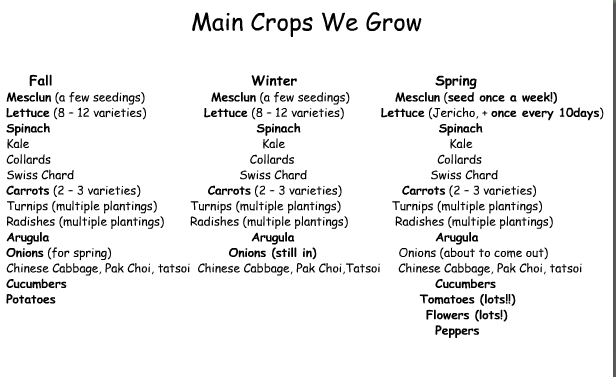 Main Crops We Grow
Fall Winter Spring
Mesclun (a few seedings) Mesclun (a few seedings) Mesclun (seed once a week!)
Lettuce (8 – 12 varieties) Lettuce (8 – 12 varieties) Lettuce (Jericho, + once every 10days)
Spinach Spinach Spinach
Kale Kale Kale
Collards Collards Collards
Swiss Chard Swiss Chard Swiss Chard
Carrots (2 – 3 varieties) Carrots (2 – 3 varieties) Carrots (2 – 3 varieties)
Turnips (multiple plantings) Turnips (multiple plantings) Turnips (multiple plantings)
Radishes (multiple plantings) Radishes (multiple plantings) Radishes (multiple plantings)
Arugula Arugula Arugula
Onions (for spring) Onions (still in) Onions (about to come out)
Chinese Cabbage, Pak Choi, tatsoi Chinese Cabbage, Pak Choi,Tatsoi Chinese Cabbage, Pak Choi, tatsoi
Cucumbers Cucumbers
Potatoes Tomatoes (lots!!)
Flowers (lots!)
Peppers